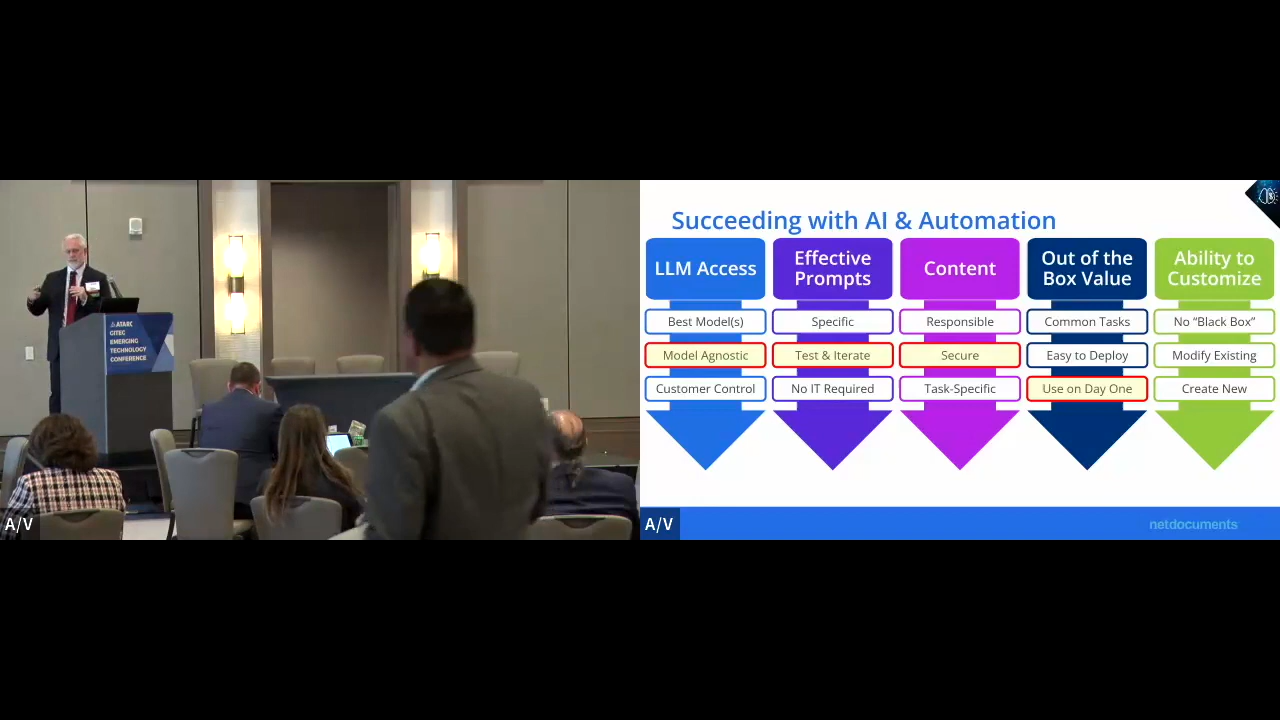 ATARC
GITEC
EMERGING
TECHNOLOGY
CONFERENCE
A/V
Succeeding with AI & Automation
LLM Access
Best Model(s)
Model Agnostic
Customer Control
Effective
Prompts
Specific
Test & Iterate
No IT Required
Content
Responsible
Secure
Task-Specific
Out of the
Box Value
Common Tasks
Easy to Deploy
Use on Day One
Ability to
Customize
No “Black Box”
Modify Existing
Create New
A/V
netdocuments